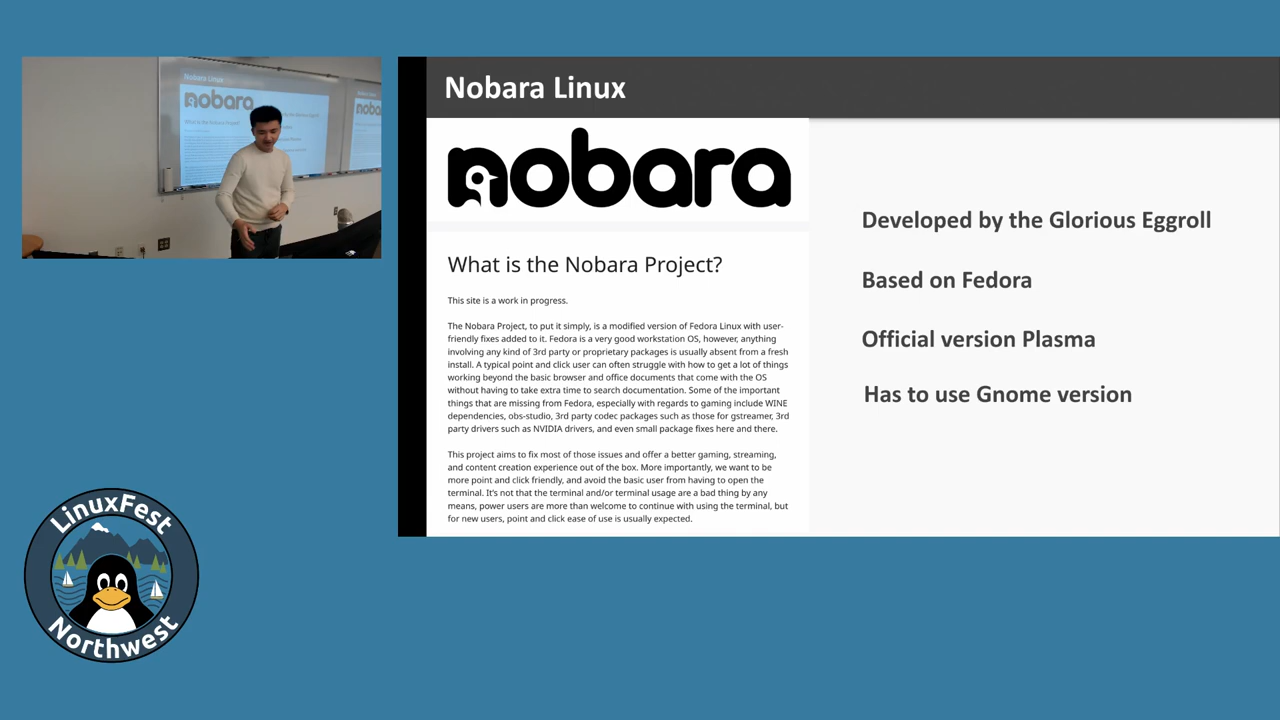 Nobara Linux
nobara
What is the Nobara Project?
This site is a work in progress.
The Nobara Project, to put it simply, is a modified version of Fedora Linux with user-
friendly fixes added to it. Fedora is a very good workstation OS, however, anything
involving any kind of 3rd party or proprietary packages is usually absent from a fresh
install. A typical point and click user can often struggle with how to get a lot of things
working beyond the basic browser and office documents that come with the OS
without having to take extra time to search documentation. Some of the important
things that are missing from Fedora, especially with regards to gaming include WINE
dependencies, obs-studio, 3rd party codec packages such as those for gstreamer, 3rd
party drivers such as NVIDIA drivers, and even small package fixes here and there.
This project aims to fix most of those issues and offer a better gaming, streaming,
and content creation experience out of the box. More importantly, we want to be
more point and click friendly, and avoid the basic user from having to open the
terminal. It's not that the terminal and/or terminal usage are a bad thing by any
means, power users are more than welcome to continue with using the terminal, but
for new users, point and click ease of use is usually expected.
Developed by the Glorious Eggroll
Based on Fedora
Official version Plasma
Has to use Gnome version
Nobara Linux
nobara
What is the Nobara Project?
LinuxFest
Northwest